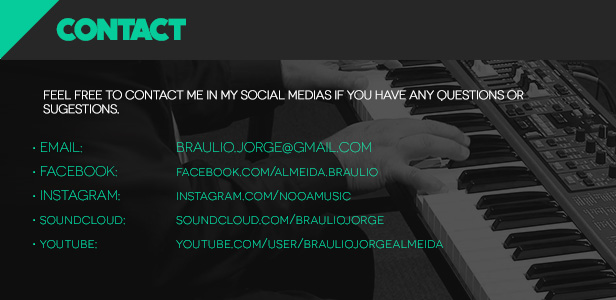 CONTACT
FEEL FREE TO CONTACT ME IN MY SOCIAL MEDIAS IF YOU HAVE ANY QUESTIONS OR
SUGESTIONS.
• EMAIL: BRAULIO.JORGE@GMAIL.COM
• FACEBOOK: FACEBOOK.COM/ALMEIDA.BRAULIO
• INSTAGRAM: INSTAGRAM.COM/NOOAMUSIC
• SOUNDCLOUD: SOUNDCLOUD.COM/BRAULIOJORGE
• YOUTUBE: YOUTUBE.COM/USER/BRAULIOJORGEALMEIDA